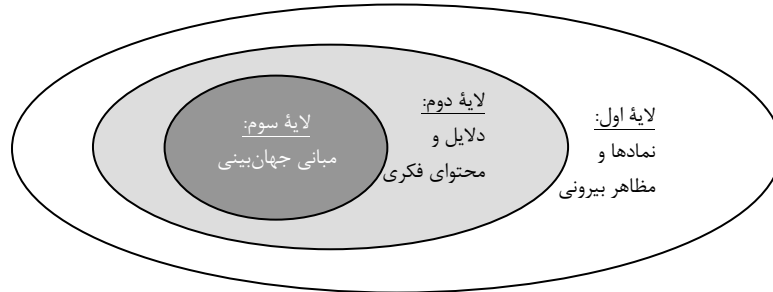 لایهٔ اول:
نمادها و
مظاهر بیرونی
لایهٔ دوم:
دلایل و
محتوای فکری
لایهٔ سوم:
مبانی جهان‌بینی